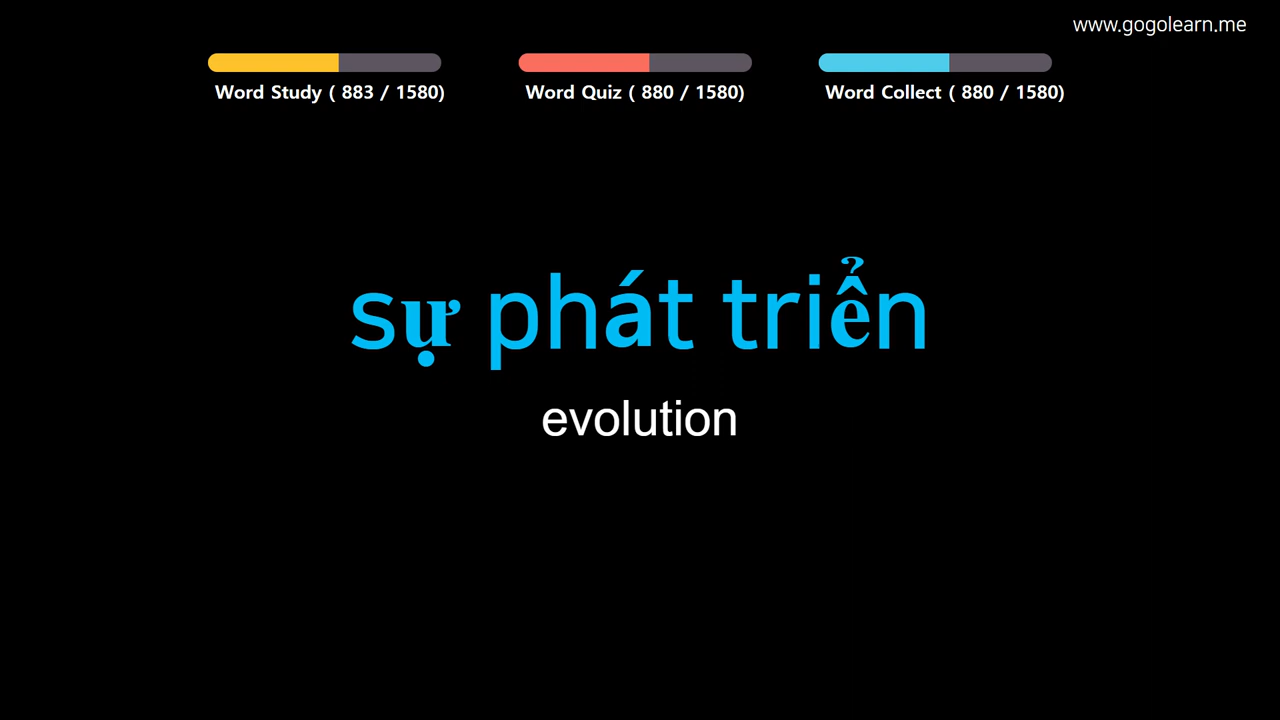 www.gogolearn.me
Word Study ( 883 / 1580)
Word Quiz ( 880 / 1580)
Word Collect ( 880 / 1580)
sự phát triển
evolution